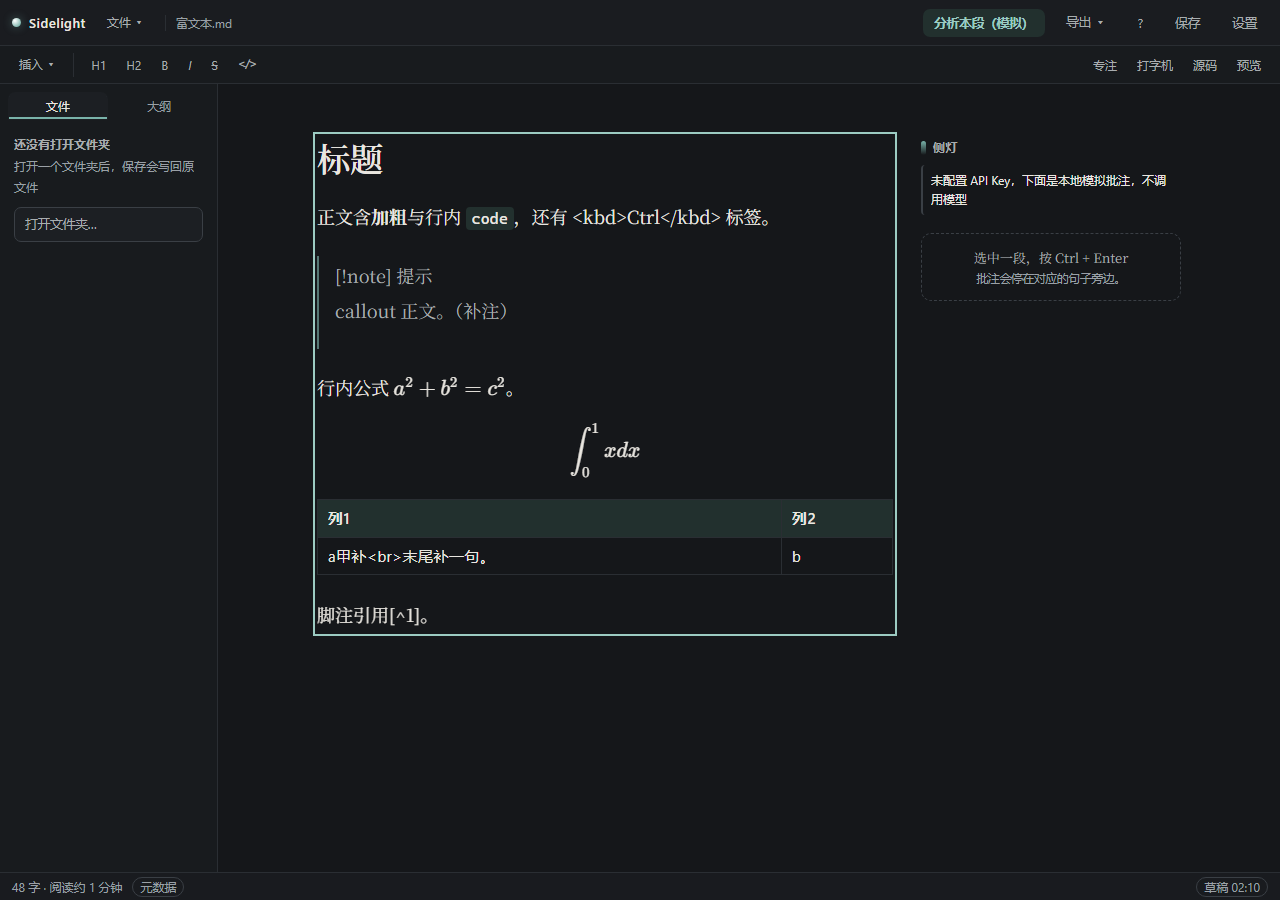 Sidelight 文件 富文本.md 分析本段（模拟） 导出 ? 保存 设置
插入 H1 H2 B I S </> 专注 打字机 源码 预览
文件 大纲
还没有打开文件夹
打开一个文件夹后，保存会写回原
文件
打开文件夹...
标题
正文含加粗与行内 code，还有 <kbd>Ctrl</kbd> 标签。
[!note] 提示
callout 正文。（补注）
行内公式 a² + b² = c²。
∫₀¹ xdx
列1 列2
a甲补<br>末尾补一句。 b
脚注引用[^1]。
侧灯
未配置 API Key，下面是本地模拟批注，不调
用模型
选中一段，按 Ctrl + Enter
批注会停在对应的句子旁边。
48 字 · 阅读约 1 分钟 元数据 草稿 02:10